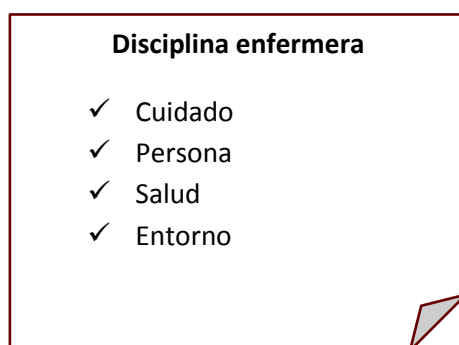 Disciplina enfermera
✓ Cuidado
✓ Persona
✓ Salud
✓ Entorno